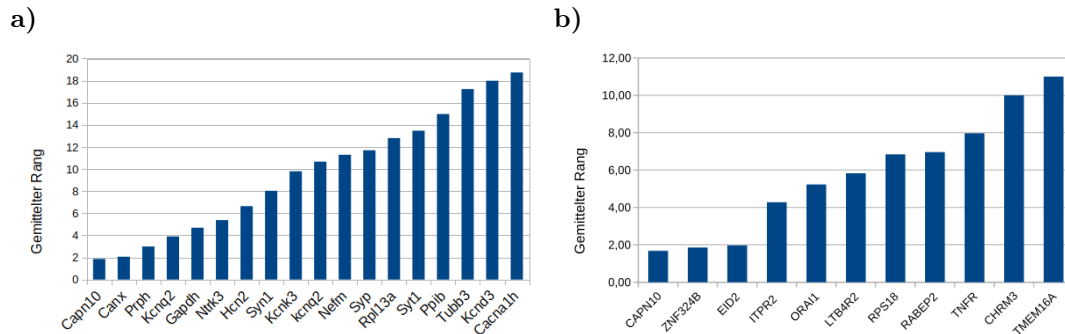 a)
b)
Gemittelter Rang
20
18
16
14
12
10
8
6
4
2
0
Capn10
Canx
Prph
Kcnq2
Gapdh
Ntrk3
Hcn2
Syn1
Kcnk3
kcnq2
Nefm
Syp
Rpl13a
Syt1
Ppib
Tubb3
Kcnd3
Cacna1h
Gemittelter Rang
12,00
10,00
8,00
6,00
4,00
2,00
0,00
CAPN10
ZNF324B
EID2
ITPR2
ORAI1
LTB4R2
RPS18
RABEP2
TNFR
CHRM3
TMEM16A